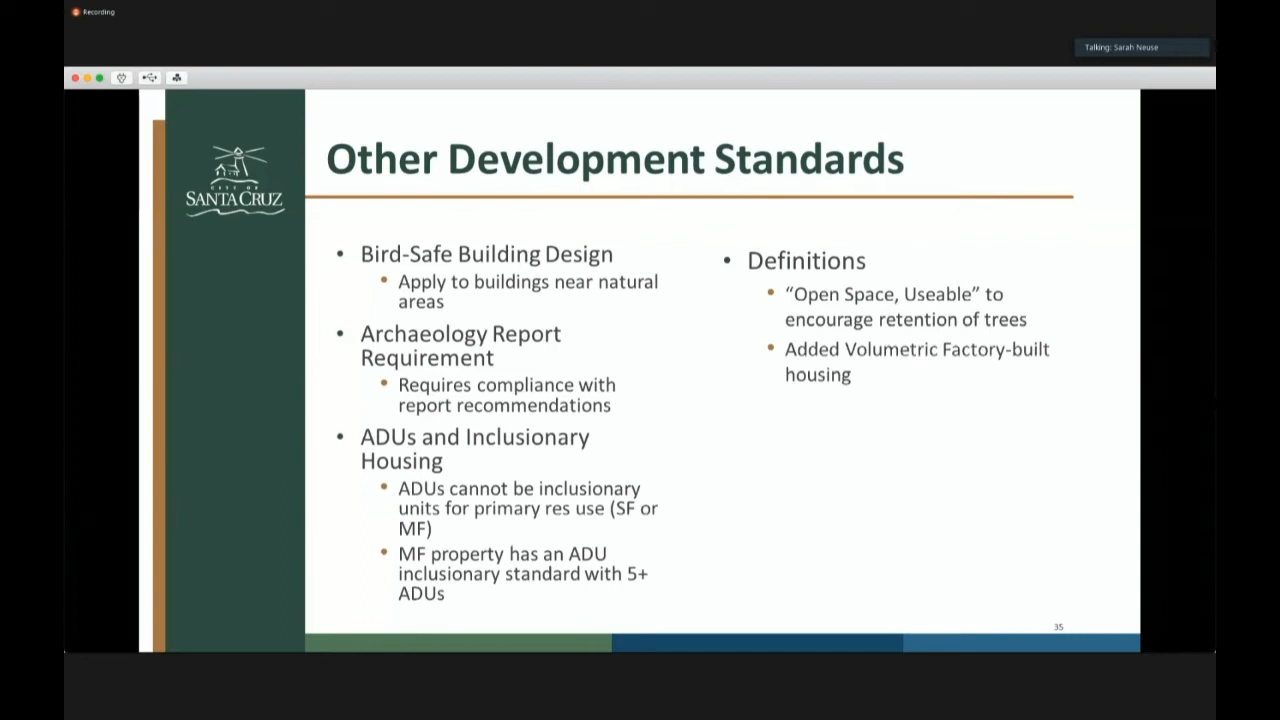 Recording
Talking: Sarah Neuse
CITY OF
SANTA CRUZ
Other Development Standards
• Bird-Safe Building Design
• Apply to buildings near natural
areas
• Archaeology Report
Requirement
• Requires compliance with
report recommendations
• ADUs and Inclusionary
Housing
• ADUs cannot be inclusionary
units for primary res use (SF or
MF)
• MF property has an ADU
inclusionary standard with 5+
ADUs
• Definitions
• “Open Space, Useable” to
encourage retention of trees
• Added Volumetric Factory-built
housing
35